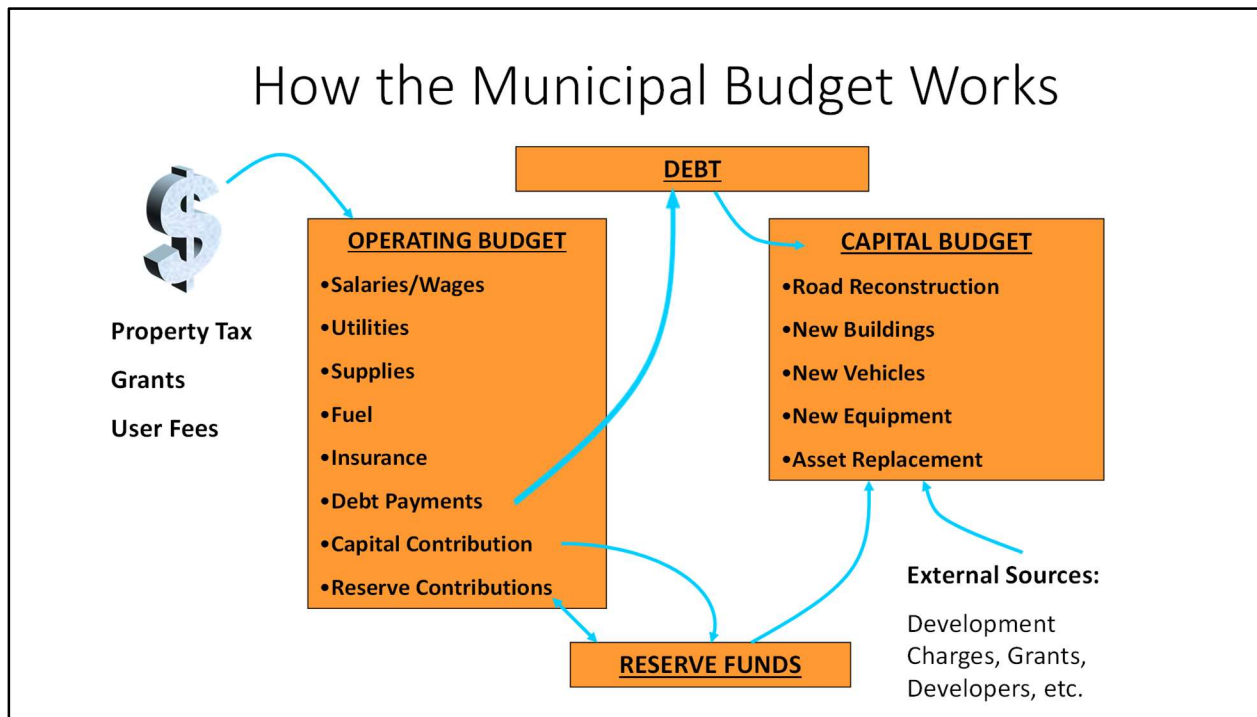 How the Municipal Budget Works
DEBT
Property Tax
Grants
User Fees
OPERATING BUDGET
•Salaries/Wages
•Utilities
•Supplies
•Fuel
•Insurance
•Debt Payments
•Capital Contribution
•Reserve Contributions
CAPITAL BUDGET
•Road Reconstruction
•New Buildings
•New Vehicles
•New Equipment
•Asset Replacement
RESERVE FUNDS
External Sources:
Development
Charges, Grants,
Developers, etc.